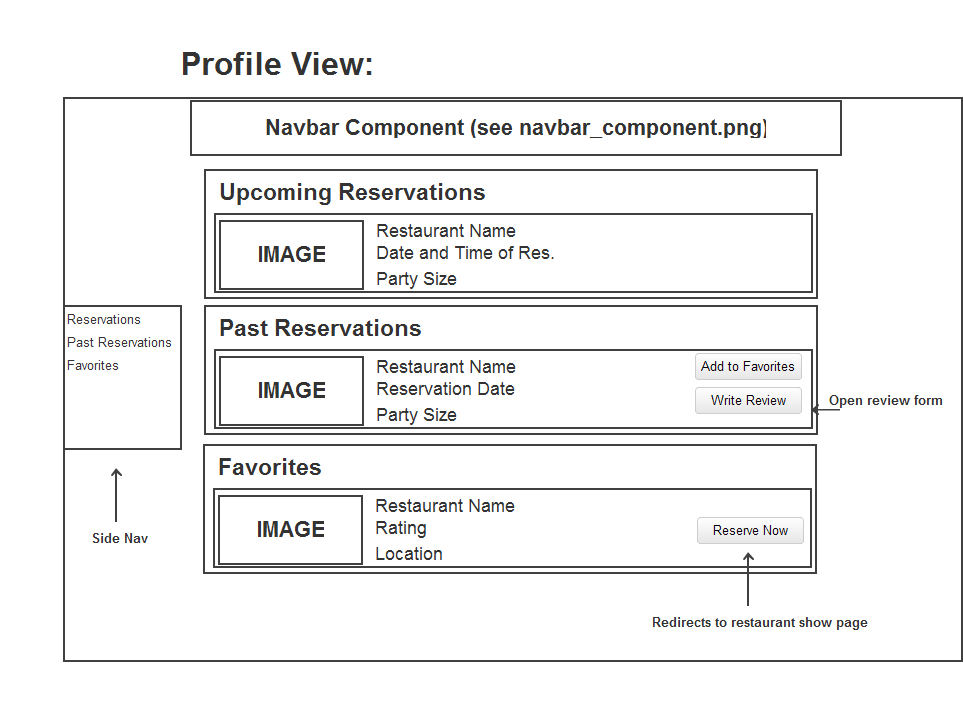 Profile View:
Navbar Component (see navbar_component.png)
Upcoming Reservations
IMAGE
Restaurant Name
Date and Time of Res.
Party Size
Reservations
Past Reservations
Favorites
Side Nav
Past Reservations
IMAGE
Restaurant Name
Reservation Date
Party Size
Add to Favorites
Write Review
Open review form
Favorites
IMAGE
Restaurant Name
Rating
Location
Reserve Now
Redirects to restaurant show page